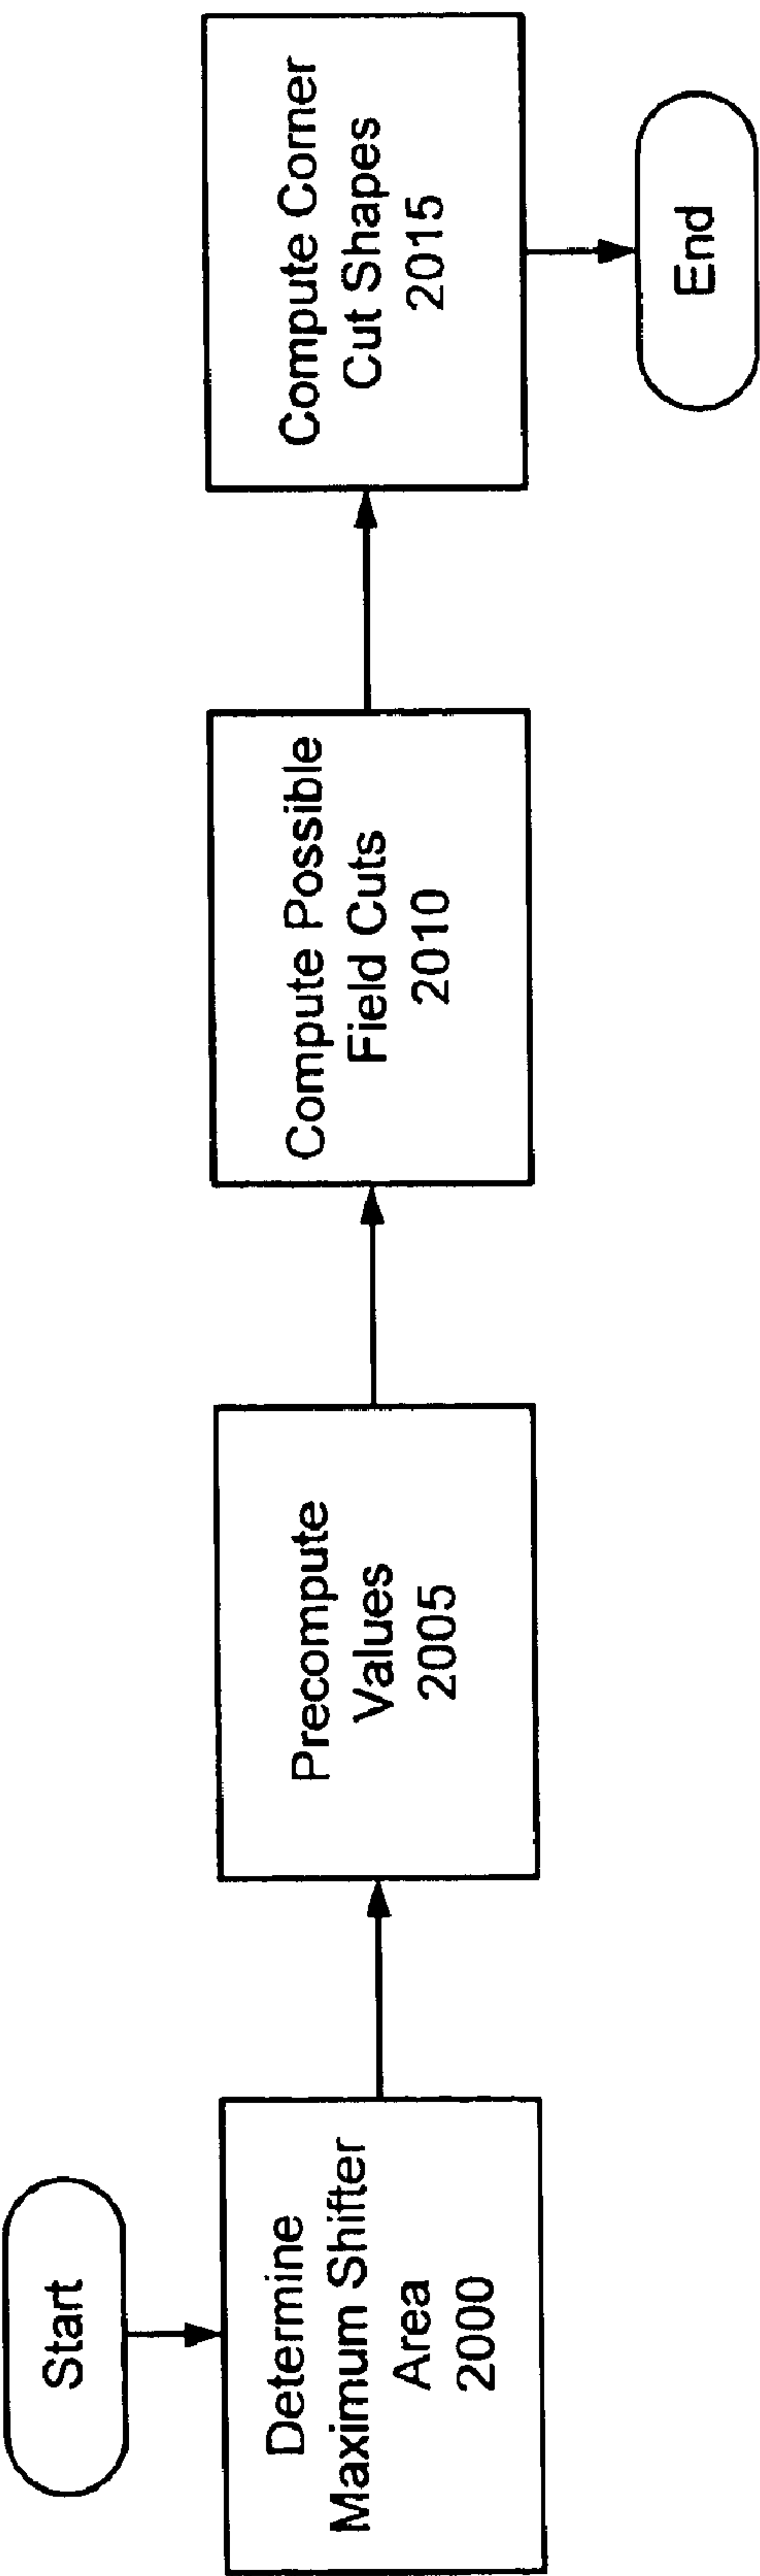 Start
Determine
Maximum Shifter
Area
2000
Precompute
Values
2005
Compute Possible
Field Cuts
2010
Compute Corner
Cut Shapes
2015
End